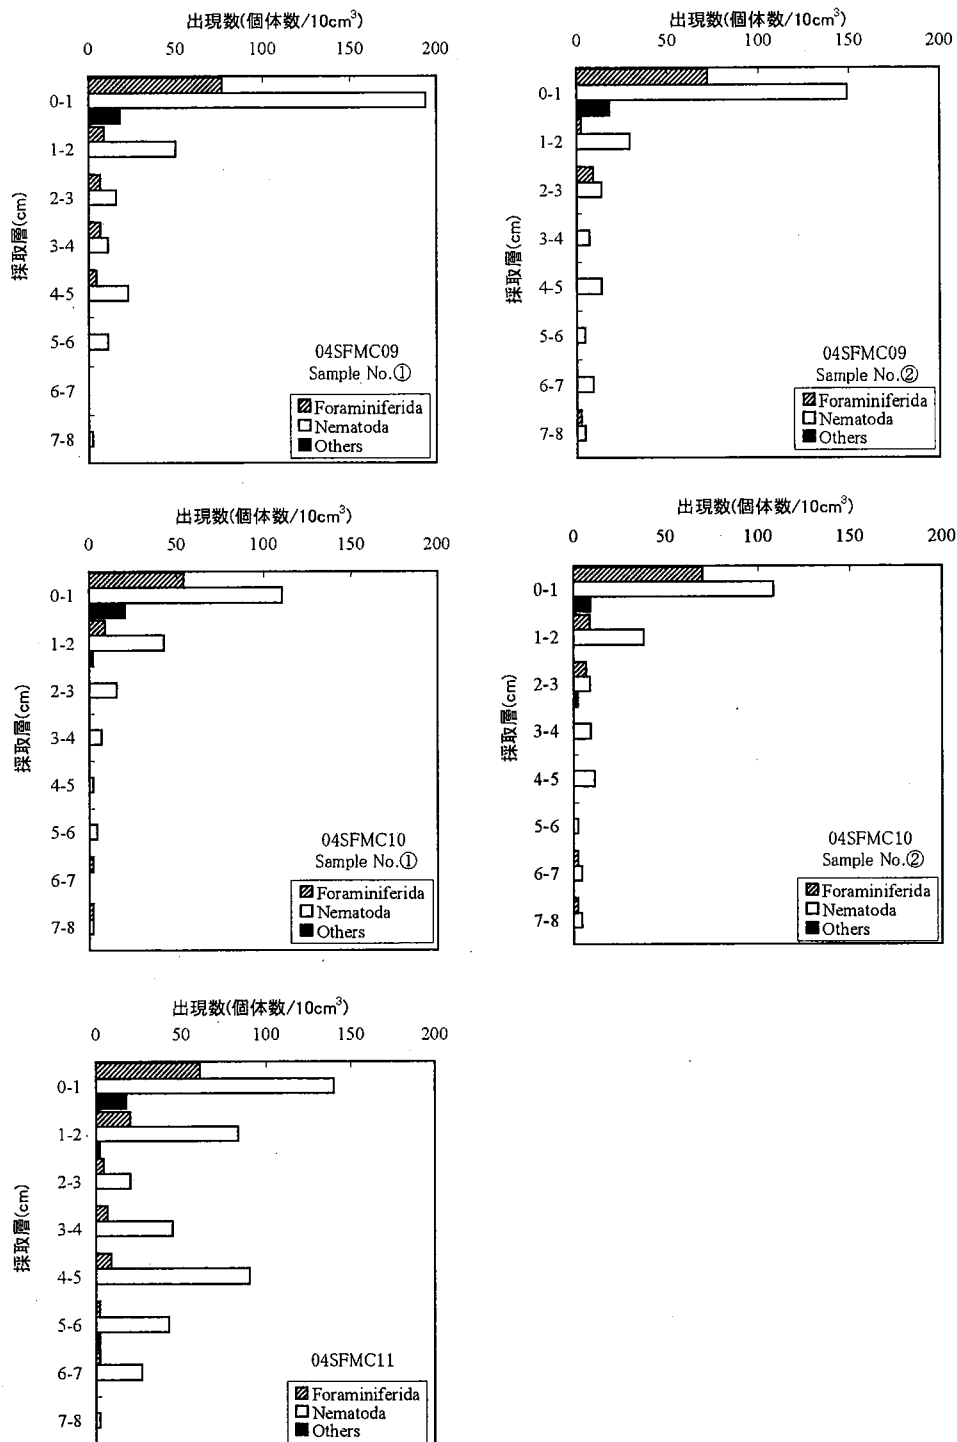 出現数(個体数/10cm³)
0 50 100 150 200
採取層(cm)
0-1
1-2
2-3
3-4
4-5
5-6
6-7
7-8
04SFMC09
Sample No.①
Foraminiferida
Nematoda
Others
出現数(個体数/10cm³)
0 50 100 150 200
採取層(cm)
0-1
1-2
2-3
3-4
4-5
5-6
6-7
7-8
04SFMC09
Sample No.②
Foraminiferida
Nematoda
Others
出現数(個体数/10cm³)
0 50 100 150 200
採取層(cm)
0-1
1-2
2-3
3-4
4-5
5-6
6-7
7-8
04SFMC10
Sample No.①
Foraminiferida
Nematoda
Others
出現数(個体数/10cm³)
0 50 100 150 200
採取層(cm)
0-1
1-2
2-3
3-4
4-5
5-6
6-7
7-8
04SFMC10
Sample No.②
Foraminiferida
Nematoda
Others
出現数(個体数/10cm³)
0 50 100 150 200
採取層(cm)
0-1
1-2
2-3
3-4
4-5
5-6
6-7
7-8
04SFMC11
Foraminiferida
Nematoda
Others